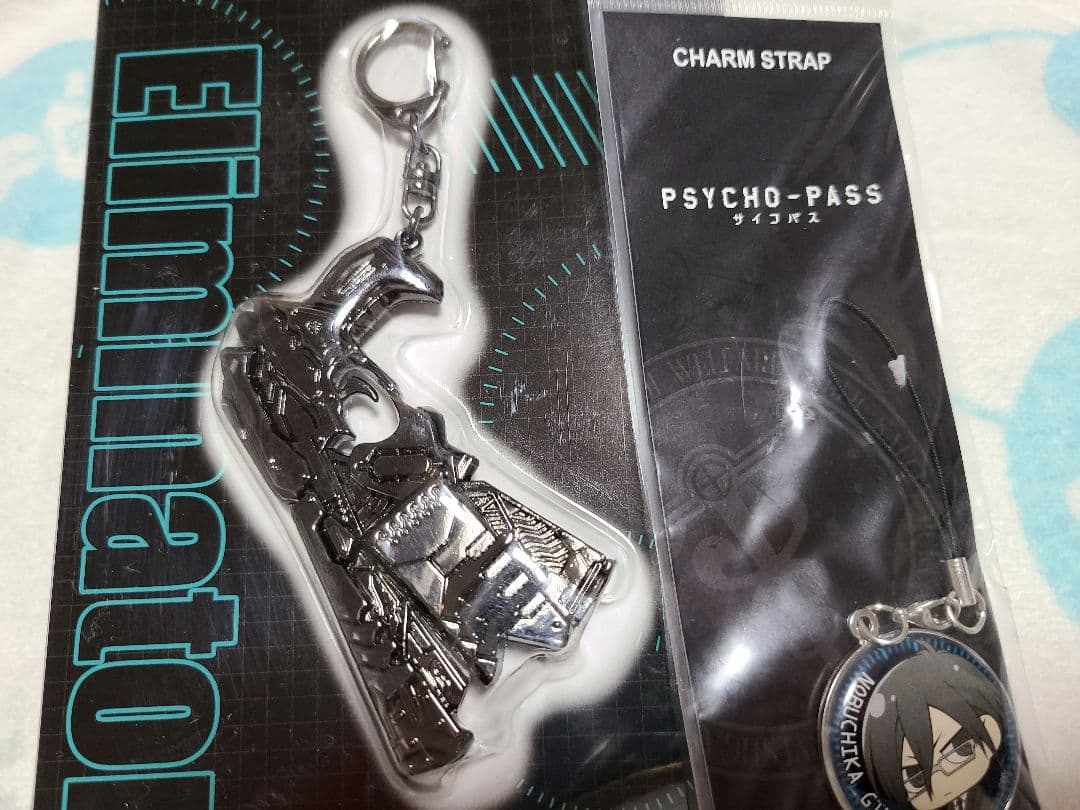 Eliminator
CHARM STRAP
PSYCHO-PASS
サイコパス
NOBUCHIKA G